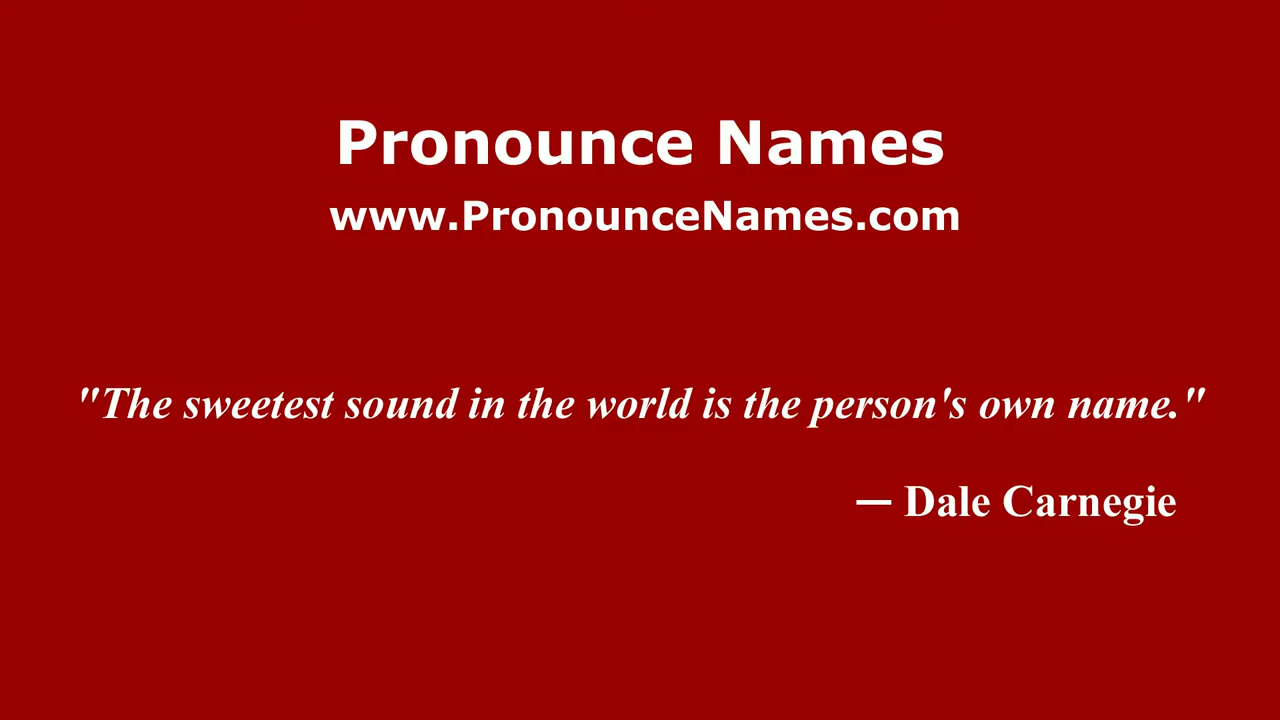 Pronounce Names
www.PronounceNames.com
"The sweetest sound in the world is the person's own name."
— Dale Carnegie